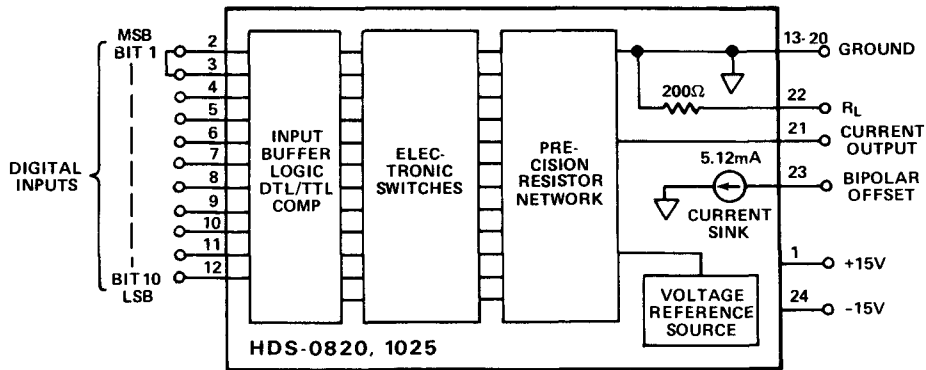 MSB
BIT 1
2
3
4
5
6
7
8
9
10
11
12
BIT 10
LSB
DIGITAL
INPUTS
INPUT
BUFFER
LOGIC
DTL/TTL
COMP
ELEC-
TRONIC
SWITCHES
PRE-
CISION
RESISTOR
NETWORK
13-20
GROUND
200Ω
22
RL
21
CURRENT
OUTPUT
5.12mA
23
BIPOLAR
OFFSET
CURRENT
SINK
1
+15V
24
-15V
VOLTAGE
REFERENCE
SOURCE
HDS-0820, 1025